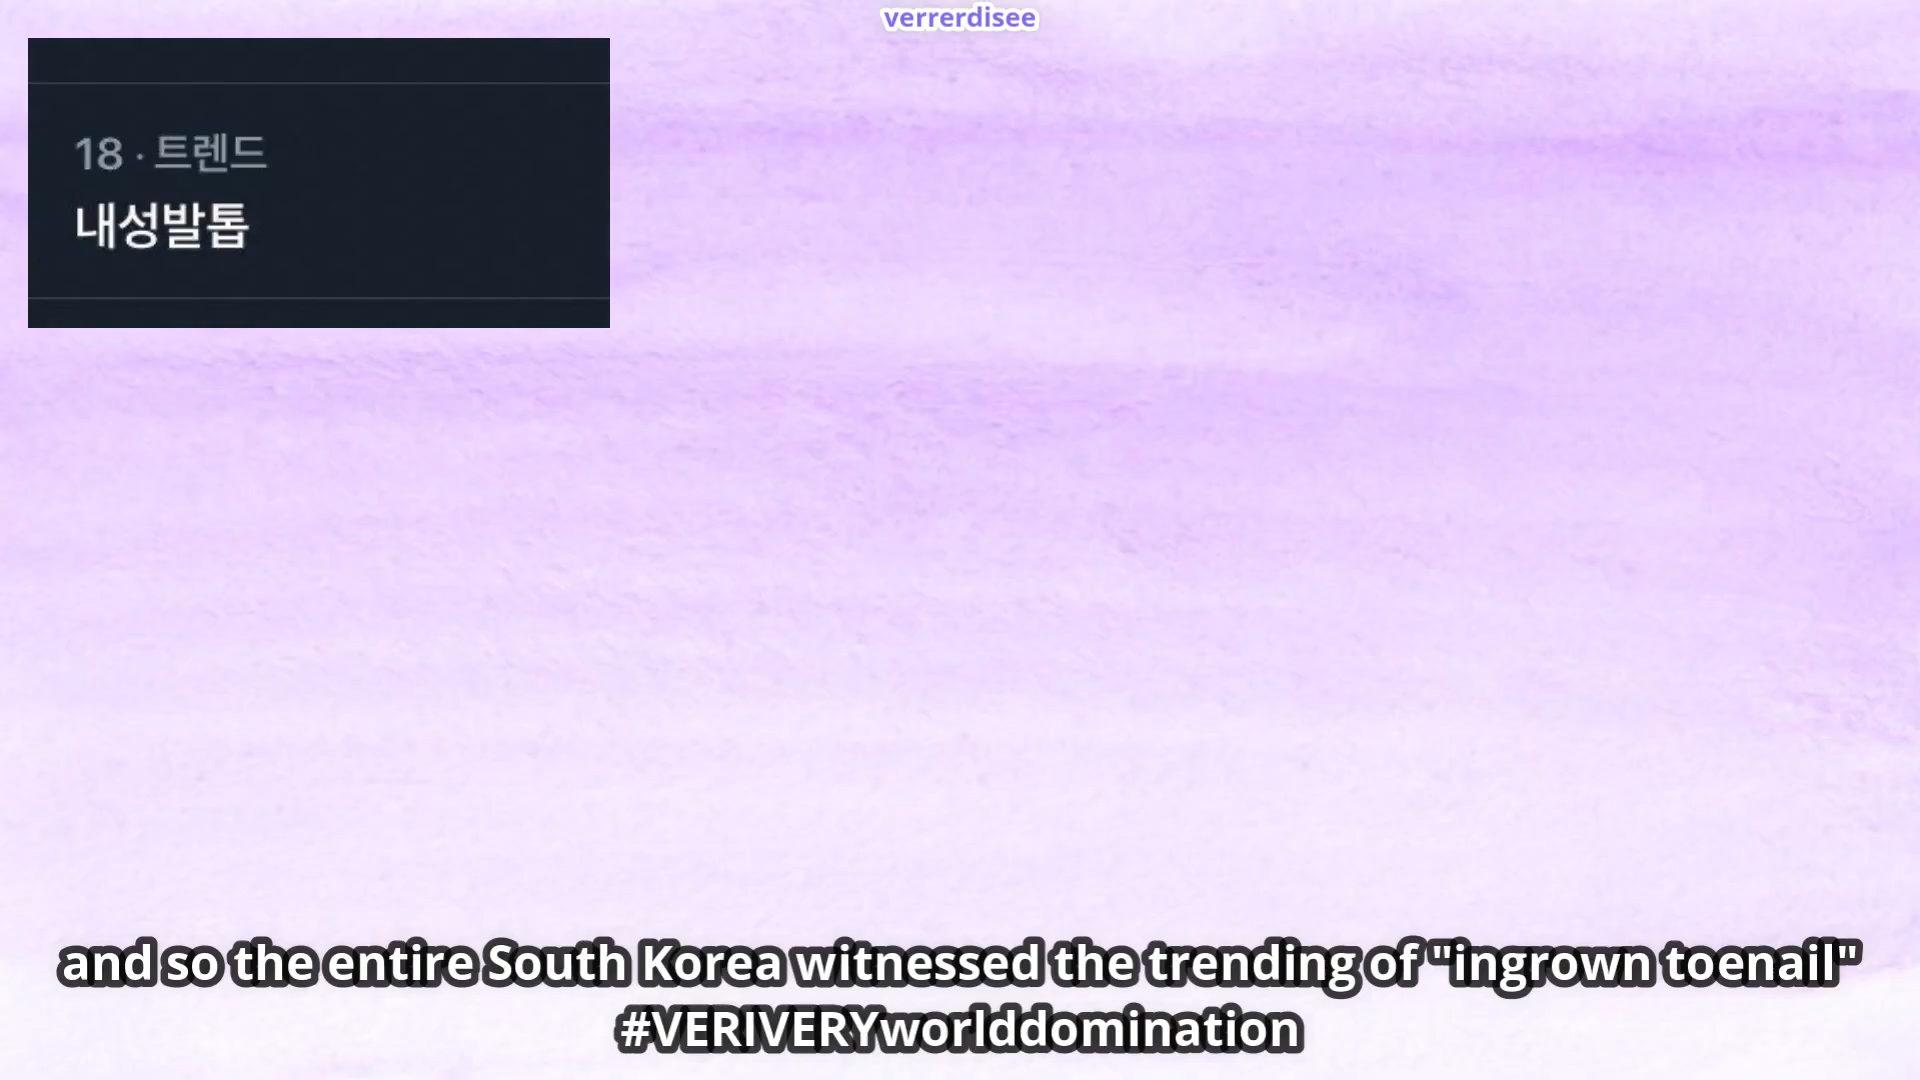 verrerdisee
18 · 트렌드
내성발톱
and so the entire South Korea witnessed the trending of "ingrown toenail"
#VERIVERYworlddomination